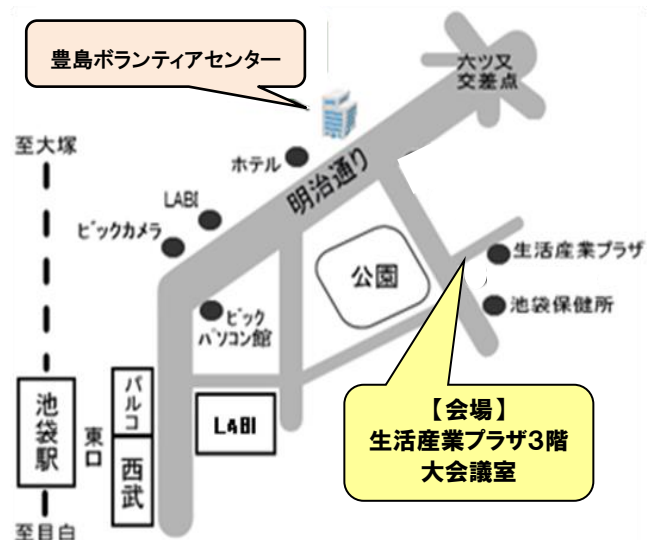 豊島ボランティアセンター
六ツ又
交差点
至大塚
ホテル
明治通り
LABI
ビックカメラ
生活産業プラザ
公園
池袋保健所
ビック
パソコン館
パルコ
池袋駅
東口
西武
LABI
【会場】
生活産業プラザ3階
大会議室
至目白